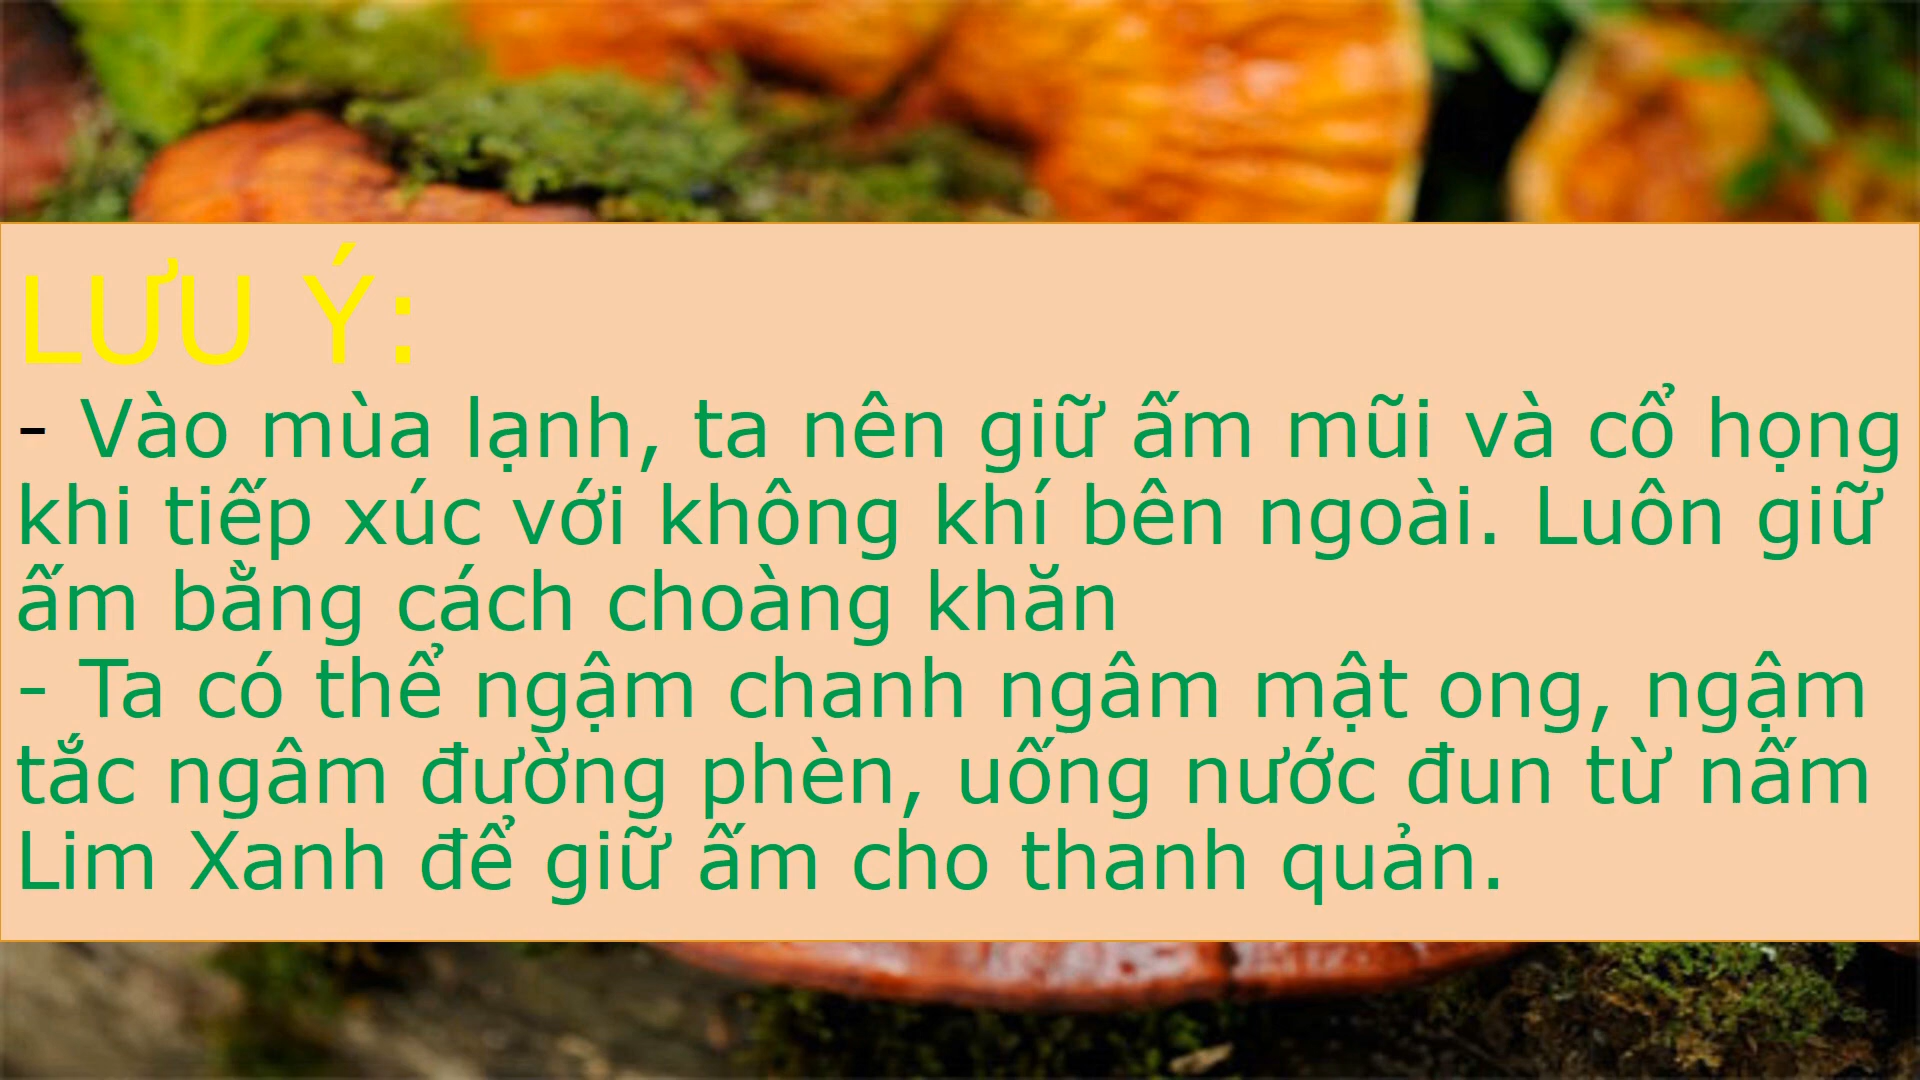 LƯU Ý:
- Vào mùa lạnh, ta nên giữ ấm mũi và cổ họng
khi tiếp xúc với không khí bên ngoài. Luôn giữ
ấm bằng cách choàng khăn
- Ta có thể ngậm chanh ngâm mật ong, ngậm
tắc ngâm đường phèn, uống nước đun từ nấm
Lim Xanh để giữ ấm cho thanh quản.